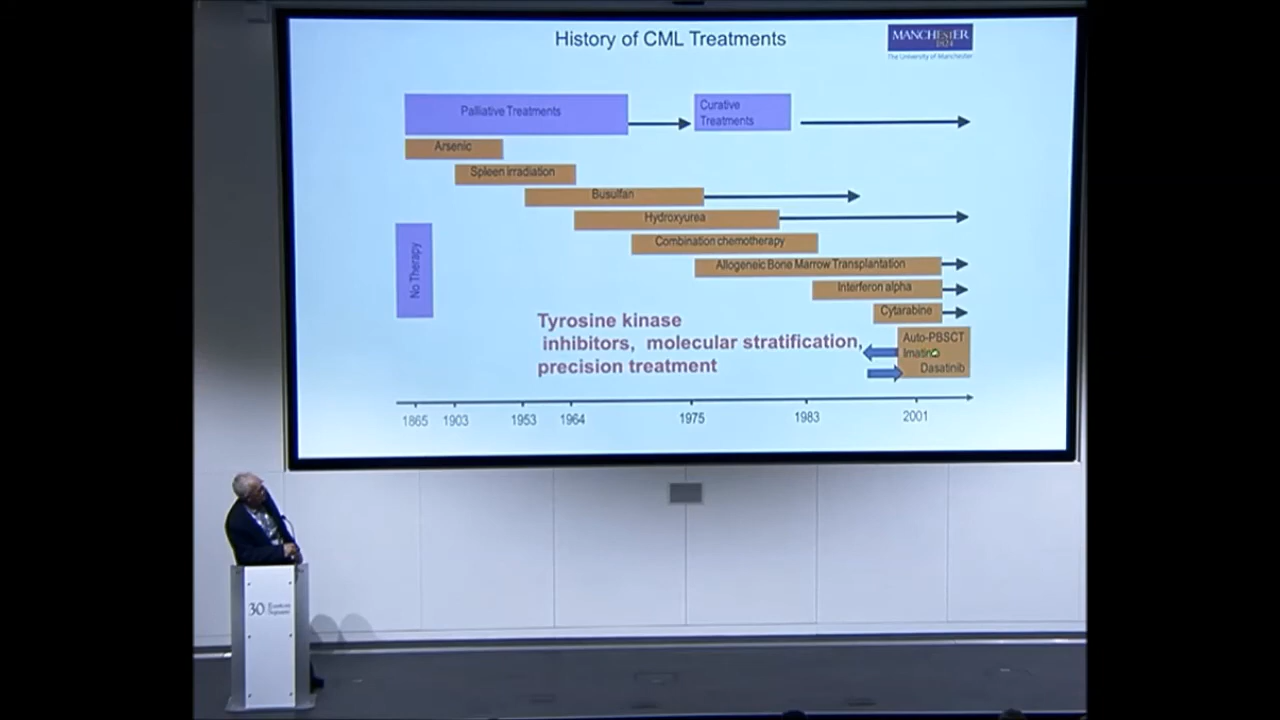 History of CML Treatments
MANCHESTER
1824
The University of Manchester
Palliative Treatments
Curative
Treatments
Arsenic
Spleen irradiation
Busulfan
Hydroxyurea
Combination chemotherapy
Allogeneic Bone Marrow Transplantation
Interferon alpha
Cytarabine
No Therapy
Tyrosine kinase
inhibitors, molecular stratification,
precision treatment
Auto-PBSCT
Dasatinib
1865 1903 1953 1964 1975 1983 2001
30